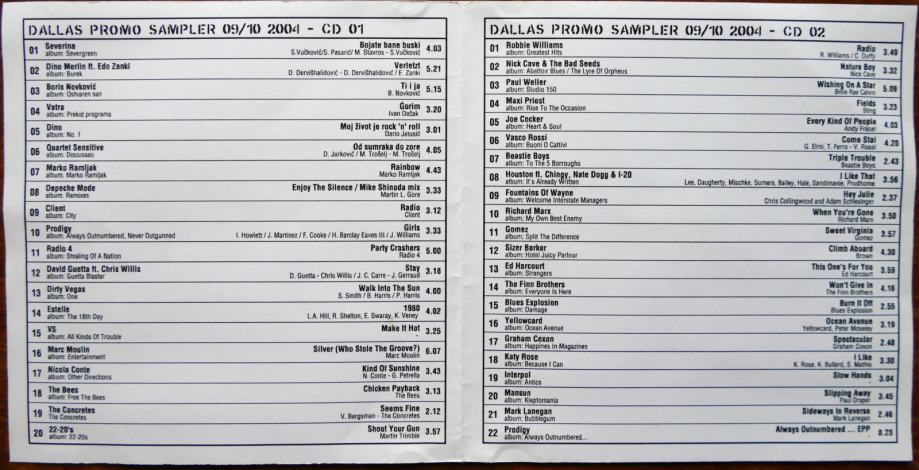 DALLAS PROMO SAMPLER 09/10 2004 - CD 01
01 Severina Bojate bane buski 4.03
album: Severgreen S.Vučković/S. Pasarić/ M. Stavros - S.Vučković
02 Dino Merlin ft. Edo Zanki Verletzt 5.21
album: Burek D. Dervišhalidović - D. Dervišhalidović / E. Zanki
03 Boris Novković Ti i ja 5.15
album: Ostvaren san B. Novković
04 Vatra Gorim 3.20
album: Prekid programa Ivan Dečak
05 Dino Moj život je rock 'n' roll 3.01
album: No. 1 Dario Jelusić
06 Quartet Sensitive Od sumraka do zore 4.05
album: Discussao D. Jurković / M. Trošelj - M. Trošelj
07 Marko Ramljak Rainbow 4.43
album: Marko Ramljak Marko Ramljak
08 Depeche Mode Enjoy The Silence / Mike Shinoda mix 3.33
album: Remixes Martin L. Gore
09 Client Radio 3.12
album: City Client
10 Prodigy Girls 3.33
album: Always Outnumbered, Never Outgunned I. Howlett / J. Martinez / F. Cooke / H. Barclay Eaves III / J. Williams
11 Radio 4 Party Crashers 5.00
album: Stealing Of A Nation Radio 4
12 David Guetta ft. Chris Willis Stay 3.18
album: Guetta Blaster D. Guetta - Chris Willis / J. C. Carre - J. Gerraud
13 Dirty Vegas Walk Into The Sun 4.00
album: One S. Smith / B. Harris / P. Harris
14 Estelle 1980 4.02
album: The 18th Day L.A. Hill, R. Shelton, E. Swaray, K. Veney
15 VS Make It Hot 3.25
album: All Kinds Of Trouble
16 Marc Moulin Silver (Who Stole The Groove?) 6.07
album: Entertainment Marc Moulin
17 Nicola Conte Kind Of Sunshine 3.43
album: Other Directions N. Conte - G. Petrella
18 The Bees Chicken Payback 3.13
album: Free The Bees The Bees
19 The Concretes Seems Fine 2.12
The Concretes V. Bergsman - The Concretes
20 22-20's Shoot Your Gun 3.57
album: 22-20s Martin Trimble
DALLAS PROMO SAMPLER 09/10 2004 - CD 02
01 Robbie Williams Radio 3.49
album: Greatest Hits R. Williams / C. Duffy
02 Nick Cave & The Bad Seeds Nature Boy 3.32
album: Abattoir Blues / The Lyre Of Orpheus Nick Cave
03 Paul Weller Wishing On A Star 5.09
album: Studio 150 Billie Rae Calvin
04 Maxi Priest Fields 3.23
album: Rise To The Occasion Sting
05 Joe Cocker Every Kind Of People 4.03
album: Heart & Soul Andy Fraser
06 Vasco Rossi Come Stai 4.20
album: Buoni O Cattivi G. Elmi, T. Ferro - V. Rossi
07 Beastie Boys Triple Trouble 2.43
album: To The 5 Borroughs Beastie Boys
08 Houston ft. Chingy, Nate Dogg & I-20 I Like That 3.56
album: It's Already Written Lee, Daugherty, Mischke, Sumers, Bailey, Hale, Sandimanie, Prudhome
09 Fountains Of Wayne Hey Julie 2.37
album: Welcome Interstate Managers Chris Collingwood and Adam Schlesinger
10 Richard Marx When You're Gone 3.50
album: My Own Best Enemy Richard Marx
11 Gomez Sweet Virginia 3.57
album: Split The Difference Gomez
12 Sizer Barker Climb Aboard 4.30
album: Hotel Juicy Parlour Brown
13 Ed Harcourt This One's For You 3.59
album: Strangers Ed Harcourt
14 The Finn Brothers Won't Give In 4.16
album: Everyone Is Here The Finn Brothers
15 Blues Explosion Burn It Off 2.55
album: Damage Blues Explosion
16 Yellowcard Ocean Avenue 3.19
album: Ocean Avenue Yellowcard, Peter Moseley
17 Graham Coxon Spectacular 2.48
album: Happines In Magazines Graham Coxon
18 Katy Rose I Like 3.30
album: Because I Can K. Rose, K. Bullard, S. Mathis
19 Interpol Slow Hands 3.04
album: Antics
20 Mansun Slipping Away 3.45
album: Kleptomania Paul Draper
21 Mark Lanegan Sideways In Reverse 2.46
album: Bubblegum Mark Lanegan
22 Prodigy Always Outnumbered ... EPP 0.23
album: Always Outnumbered...